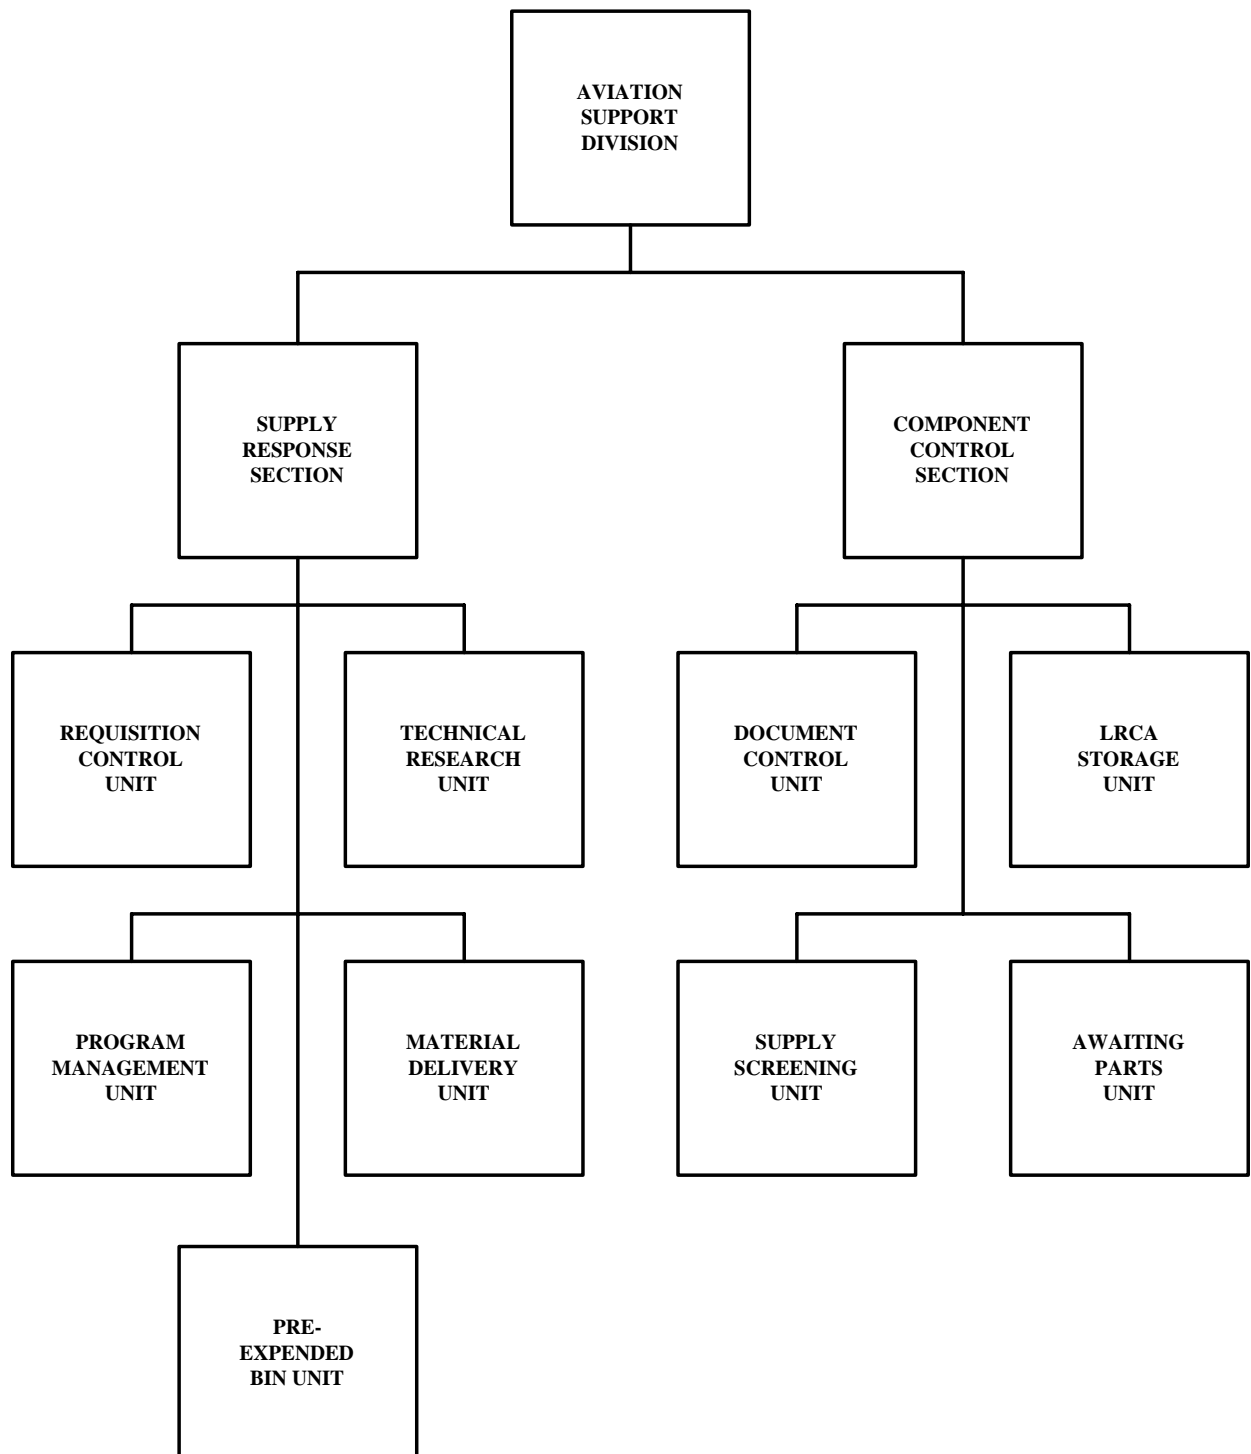 AVIATION
SUPPORT
DIVISION
SUPPLY
RESPONSE
SECTION
COMPONENT
CONTROL
SECTION
REQUISITION
CONTROL
UNIT
TECHNICAL
RESEARCH
UNIT
DOCUMENT
CONTROL
UNIT
LRCA
STORAGE
UNIT
PROGRAM
MANAGEMENT
UNIT
MATERIAL
DELIVERY
UNIT
SUPPLY
SCREENING
UNIT
AWAITING
PARTS
UNIT
PRE-
EXPENDED
BIN UNIT